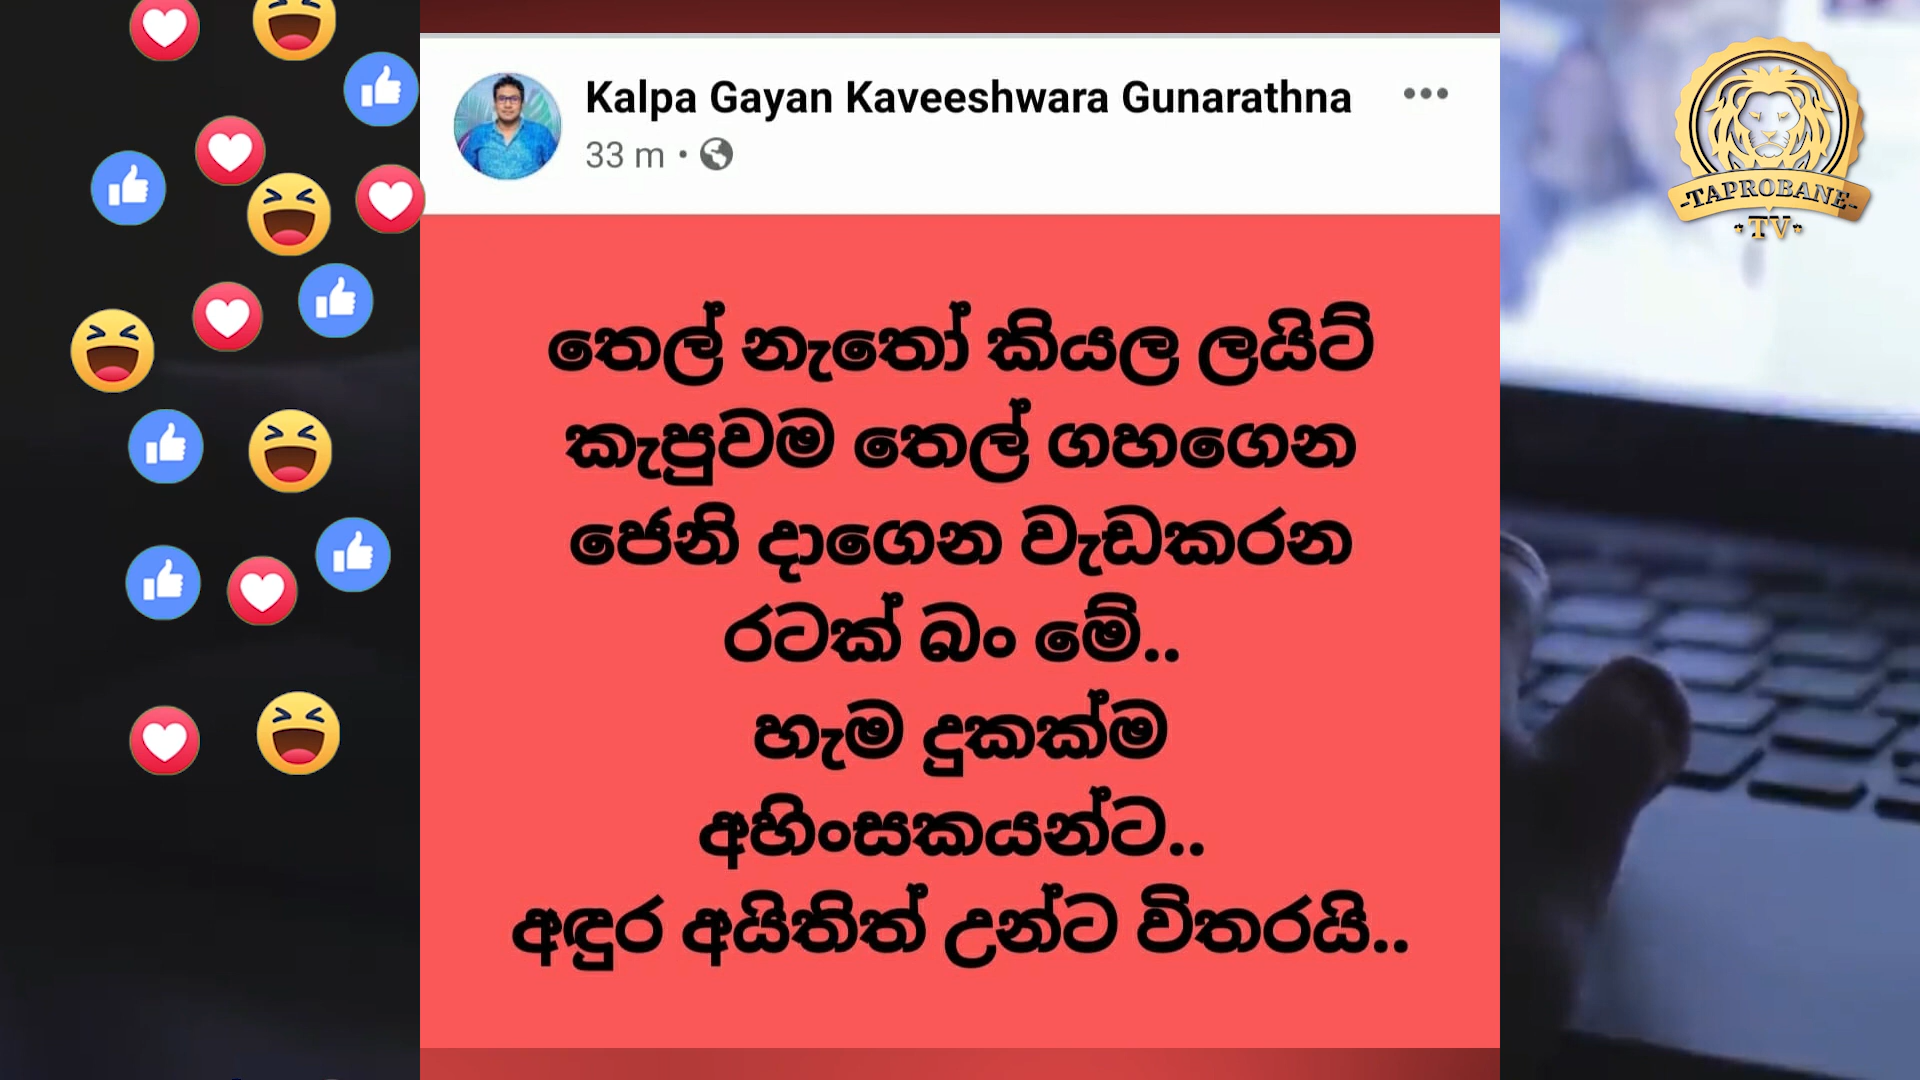 Kalpa Gayan Kaveeshwara Gunarathna
33 m
තෙල් නැතෝ කියල ලයිට්
කැපුවම තෙල් ගහගෙන
ජෙනි දාගෙන වැඩකරන
රටක් බං මේ..
හැම දුකක්ම
අහිංසකයන්ට..
අඳුර අයිතිත් උන්ට විතරයි..
-TAPROBANE-
TV